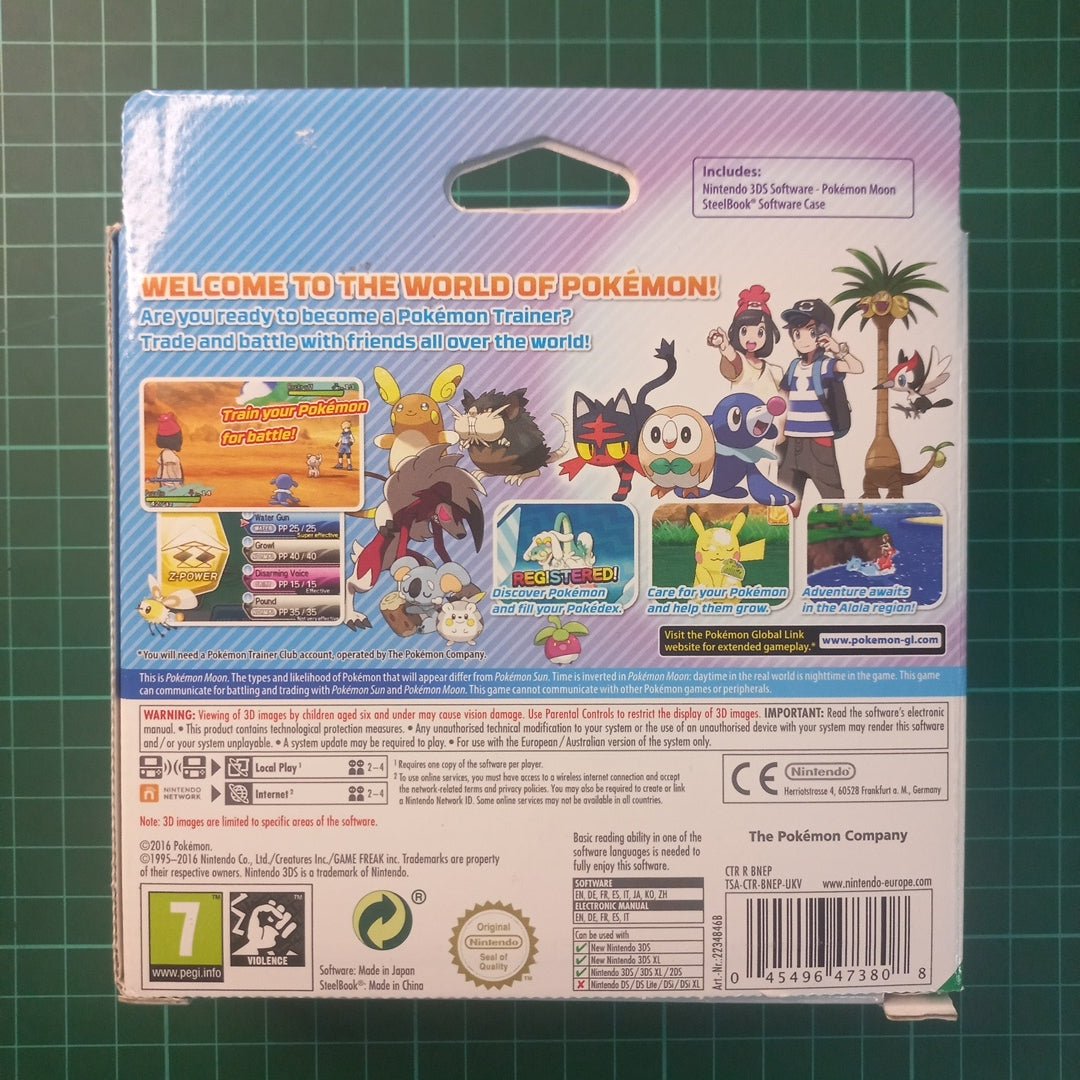 Includes:
Nintendo 3DS Software - Pokémon Moon
SteelBook® Software Case
WELCOME TO THE WORLD OF POKÉMON!
Are you ready to become a Pokémon Trainer?
Trade and battle with friends all over the world!
Train your Pokémon
for battle!
Z-POWER
Water Gun
WATER PP 25/25
Super effective
Growl
PP 40/40
Disarming Voice
PP 15/15
Effective
Pound
PP 35/35
Not very effective
REGISTERED!
Discover Pokémon
and fill your Pokédex.
Care for your Pokémon
and help them grow.
Adventure awaits
in the Alola region!
Visit the Pokémon Global Link
website for extended gameplay.*
www.pokemon-gl.com
*You will need a Pokémon Trainer Club account, operated by The Pokémon Company.
This is Pokémon Moon. The types and likelihood of Pokémon that will appear differ from Pokémon Sun. Time is inverted in Pokémon Moon: daytime in the real world is nighttime in the game. This game
can communicate for battling and trading with Pokémon Sun and Pokémon Moon. This game cannot communicate with other Pokémon games or peripherals.
WARNING: Viewing of 3D images by children aged six and under may cause vision damage. Use Parental Controls to restrict the display of 3D images. IMPORTANT: Read the software's electronic
manual. • This product contains technological protection measures. • Any unauthorised technical modification to your system or the use of an unauthorised device with your system may render this software
and/or your system unplayable. • A system update may be required to play. • For use with the European/Australian version of the system only.
Local Play¹ 2–4
NINTENDO NETWORK Internet² 2–4
¹ Requires one copy of the software per player.
² To use online services, you must have access to a wireless internet connection and accept
the network-related terms and privacy policies. You may also be required to create or link
a Nintendo Network ID. Some online services may not be available in all countries.
CE Nintendo
Herriotstrasse 4, 60528 Frankfurt a. M., Germany
Note: 3D images are limited to specific areas of the software.
©2016 Pokémon.
©1995–2016 Nintendo Co., Ltd./Creatures Inc./GAME FREAK inc. Trademarks are property
of their respective owners. Nintendo 3DS is a trademark of Nintendo.
Basic reading ability in one of the
software languages is needed to
fully enjoy this software.
SOFTWARE
EN, DE, FR, ES, IT, JA, KO, ZH
ELECTRONIC MANUAL
EN, DE, FR, ES, IT
Can be used with
New Nintendo 3DS
New Nintendo 3DS XL
Nintendo 3DS/3DS XL/2DS
Nintendo DS/DS Lite/DSi/DSi XL
The Pokémon Company
CTR R BNEP
TSA-CTR-BNEP-UKV
www.nintendo-europe.com
Art.-Nr.: 2234846B
0 45496 47380 8
7™
www.pegi.info
VIOLENCE
™
®
Software: Made in Japan
SteelBook®: Made in China
Original
Nintendo
Seal of
Quality
™